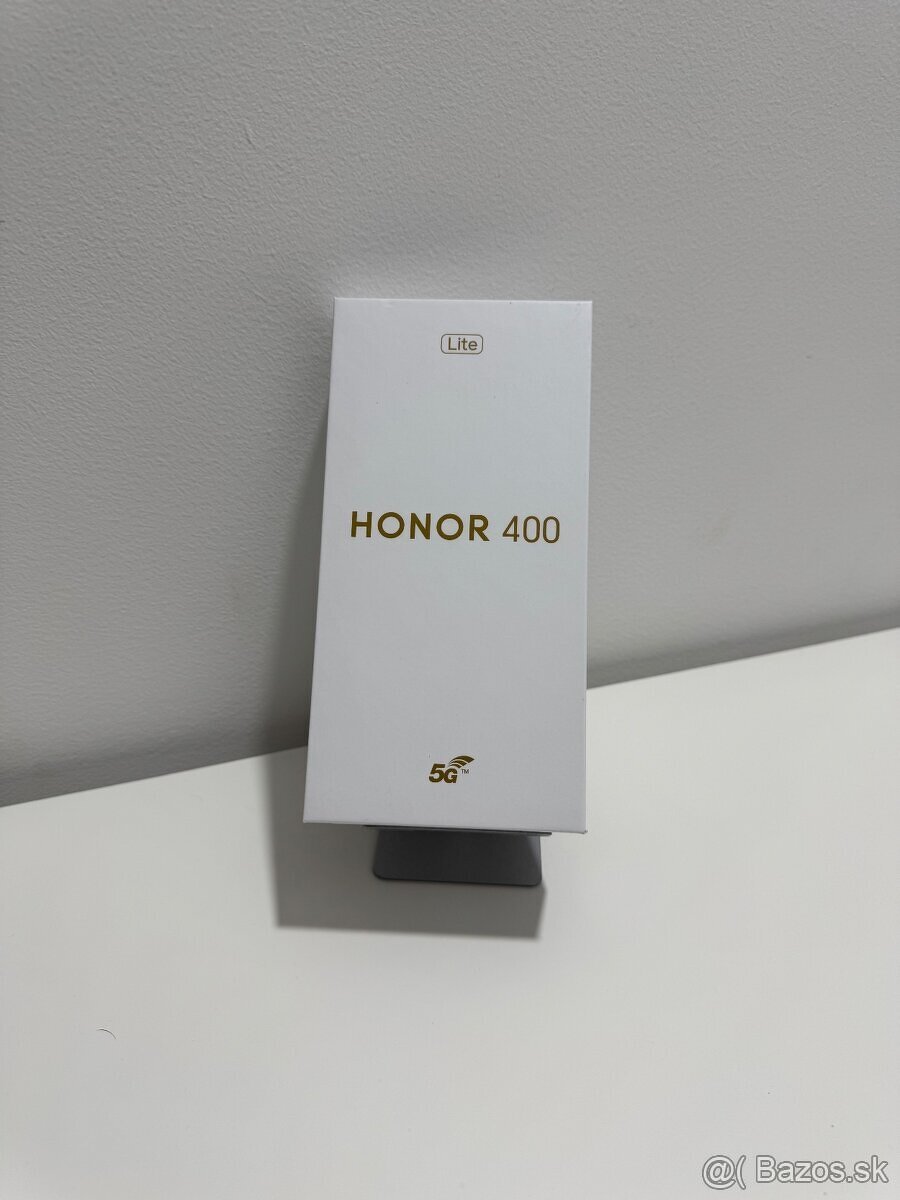 Lite
HONOR 400
5G™
@( Bazos.sk